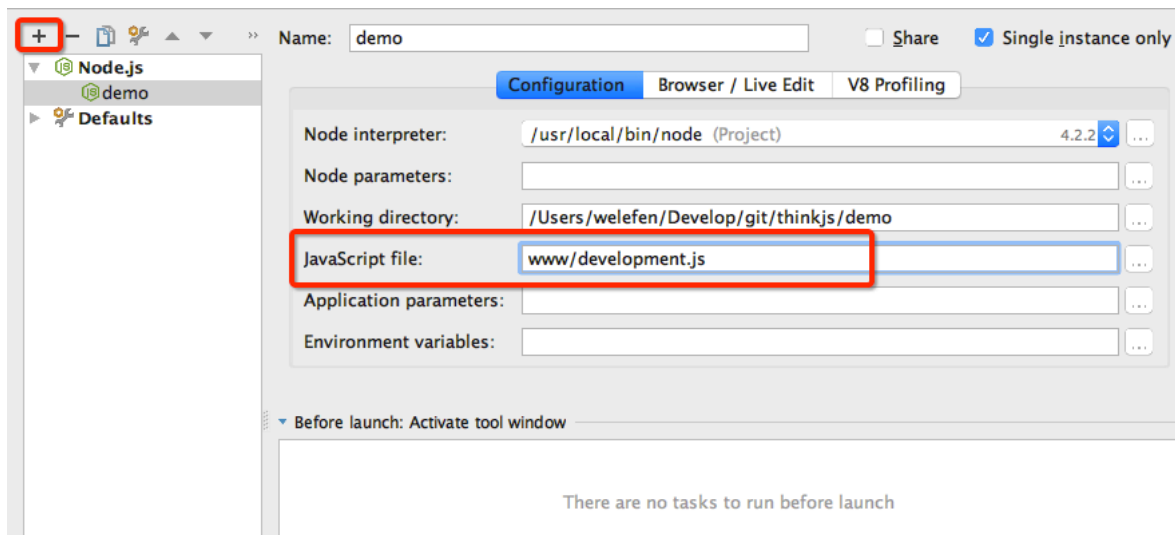 Name: demo Share Single instance only
Node.js
demo
Defaults
Configuration Browser / Live Edit V8 Profiling
Node interpreter: /usr/local/bin/node (Project) 4.2.2 ...
Node parameters: ...
Working directory: /Users/welefen/Develop/git/thinkjs/demo ...
JavaScript file: www/development.js ...
Application parameters: ...
Environment variables: ...
Before launch: Activate tool window
There are no tasks to run before launch